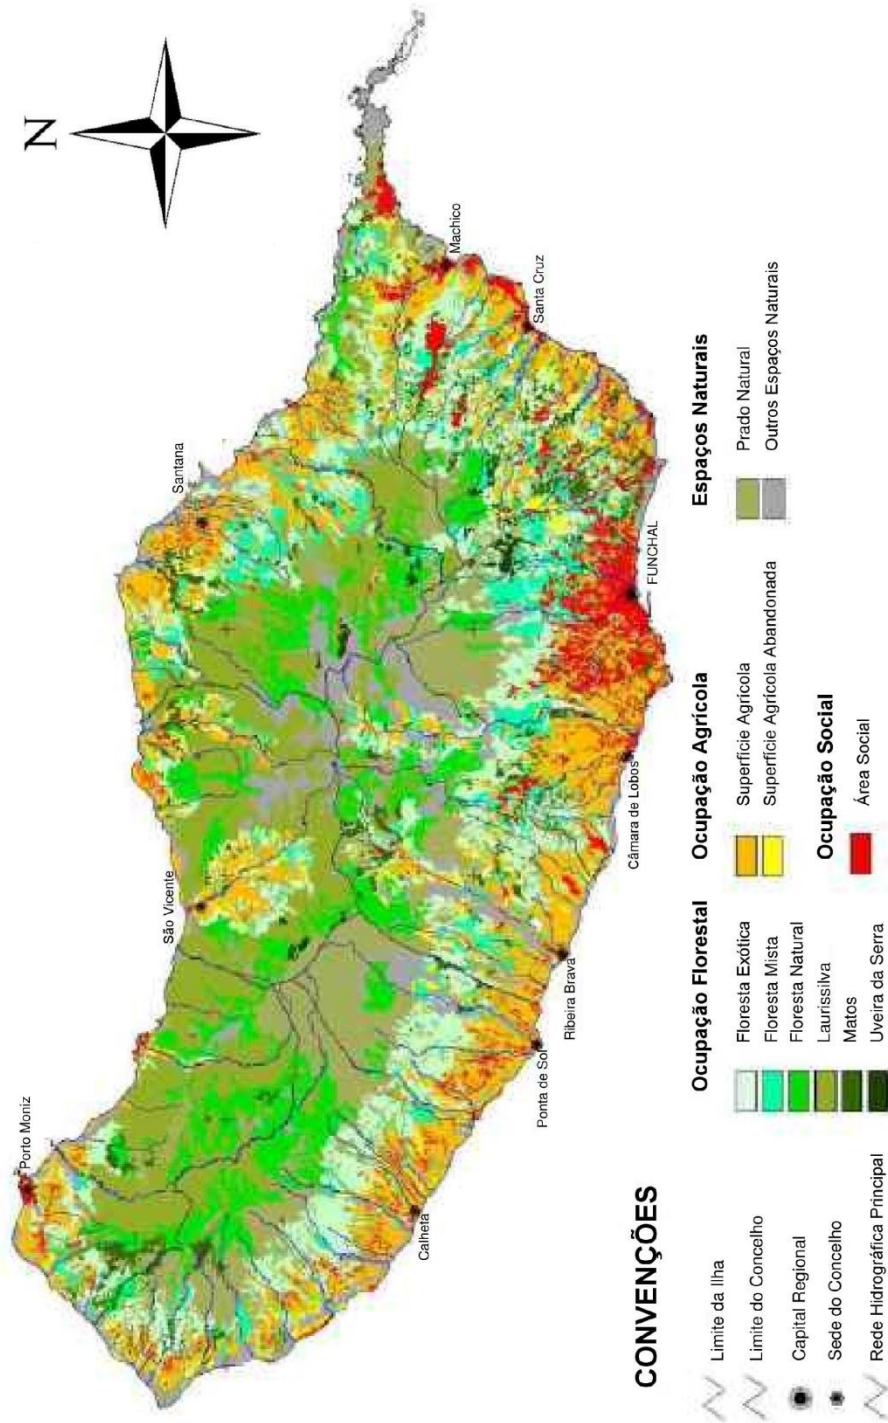 N
Porto Moniz
São Vicente
Santana
Machico
Santa Cruz
FUNCHAL
Câmara de Lobos
Ribeira Brava
Ponta de Sol
Calheta
CONVENÇÕES
Limite da Ilha
Limite do Concelho
Capital Regional
Sede do Concelho
Rede Hidrográfica Principal
Ocupação Florestal
Floresta Exótica
Floresta Mista
Floresta Natural
Laurissilva
Matos
Uveira da Serra
Ocupação Agrícola
Superfície Agrícola
Superfície Agrícola Abandonada
Ocupação Social
Área Social
Espaços Naturais
Prado Natural
Outros Espaços Naturais